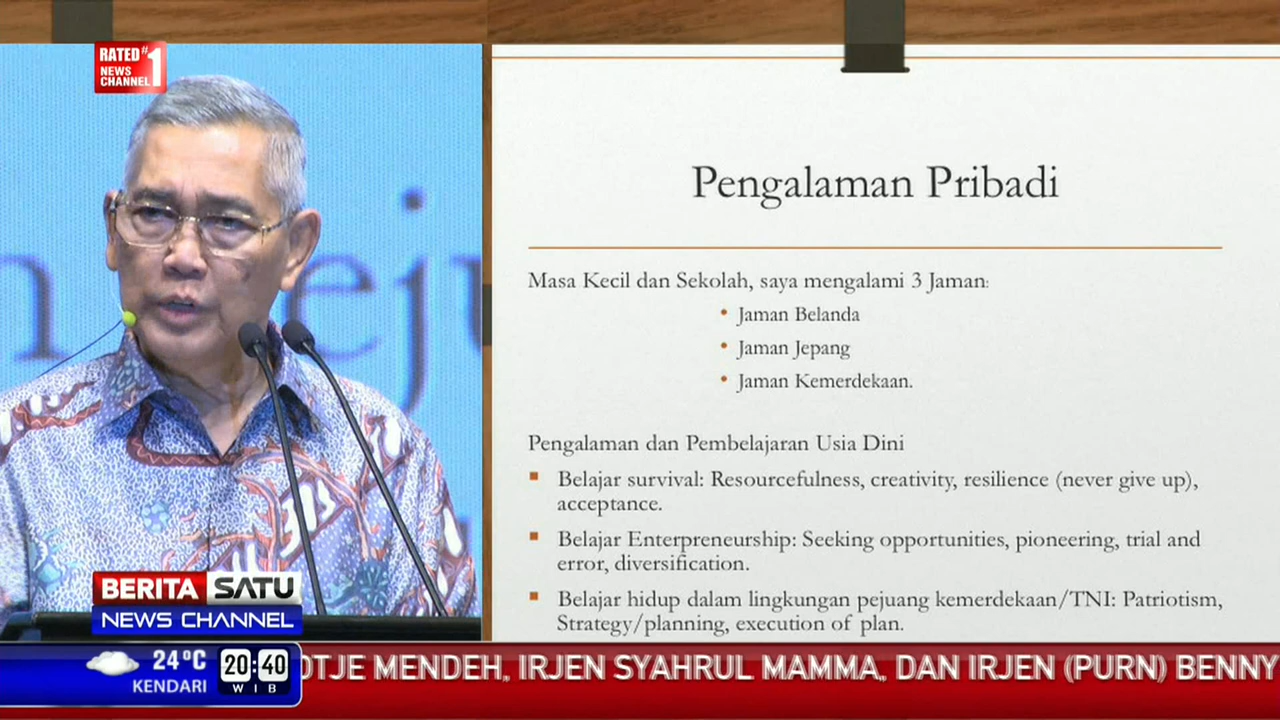 RATED #1
NEWS
CHANNEL
Pengalaman Pribadi
Masa Kecil dan Sekolah, saya mengalami 3 Jaman:
• Jaman Belanda
• Jaman Jepang
• Jaman Kemerdekaan.
Pengalaman dan Pembelajaran Usia Dini
Belajar survival: Resourcefulness, creativity, resilience (never give up),
acceptance.
Belajar Enterpreneurship: Seeking opportunities, pioneering, trial and
error, diversification.
Belajar hidup dalam lingkungan pejuang kemerdekaan/TNI: Patriotism,
Strategy/planning, execution of plan.
BERITA SATU
NEWS CHANNEL
24°C
KENDARI
20:40
WIB
OTJE MENDEH, IRJEN SYAHRUL MAMMA, DAN IRJEN (PURN) BENNY